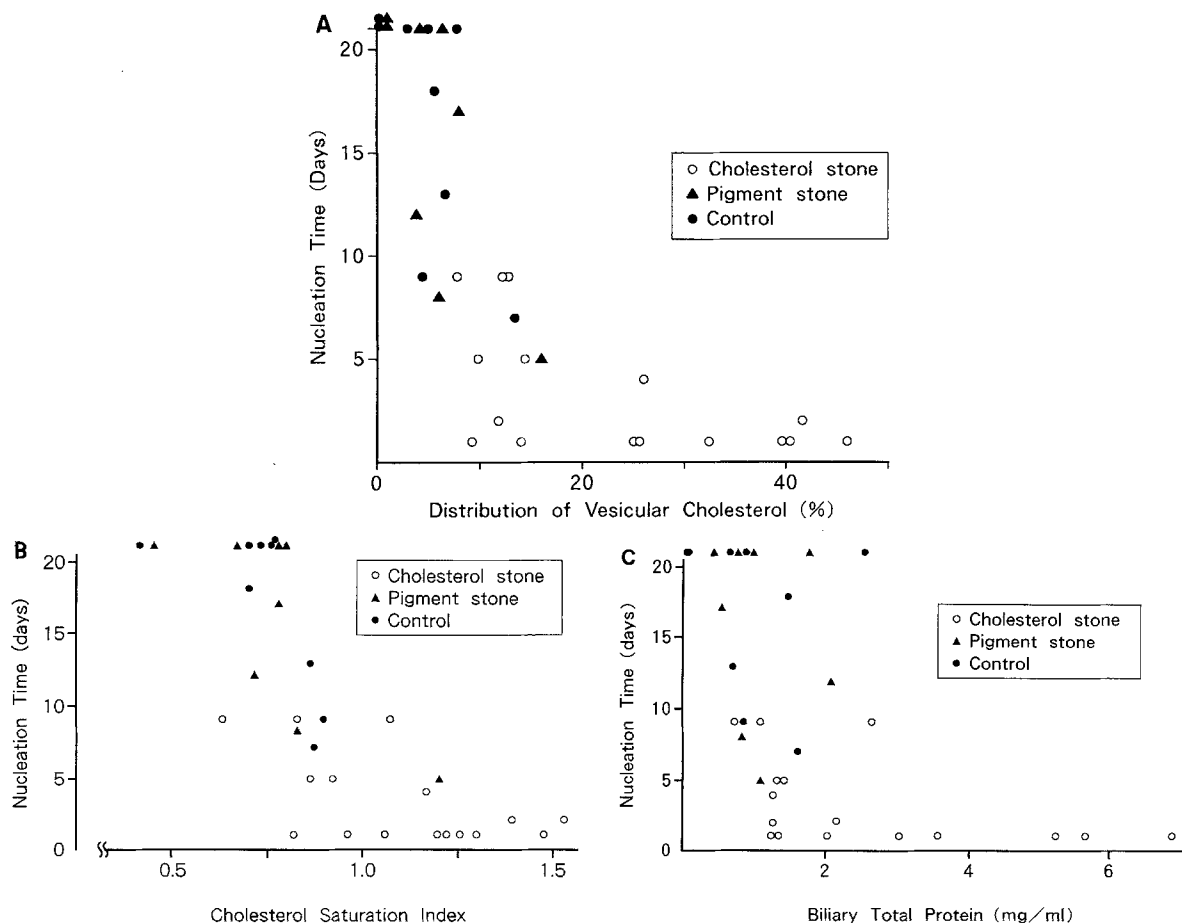 A
20
15
10
5
Nucleation Time (Days)
Cholesterol stone
Pigment stone
Control
0 20 40
Distribution of Vesicular Cholesterol (%)
B
20
15
10
5
0
Nucleation Time (days)
Cholesterol stone
Pigment stone
Control
0.5 1.0 1.5
Cholesterol Saturation Index
C
20
15
10
5
0
Nucleation Time (days)
Cholesterol stone
Pigment stone
Control
2 4 6
Biliary Total Protein (mg/ml)